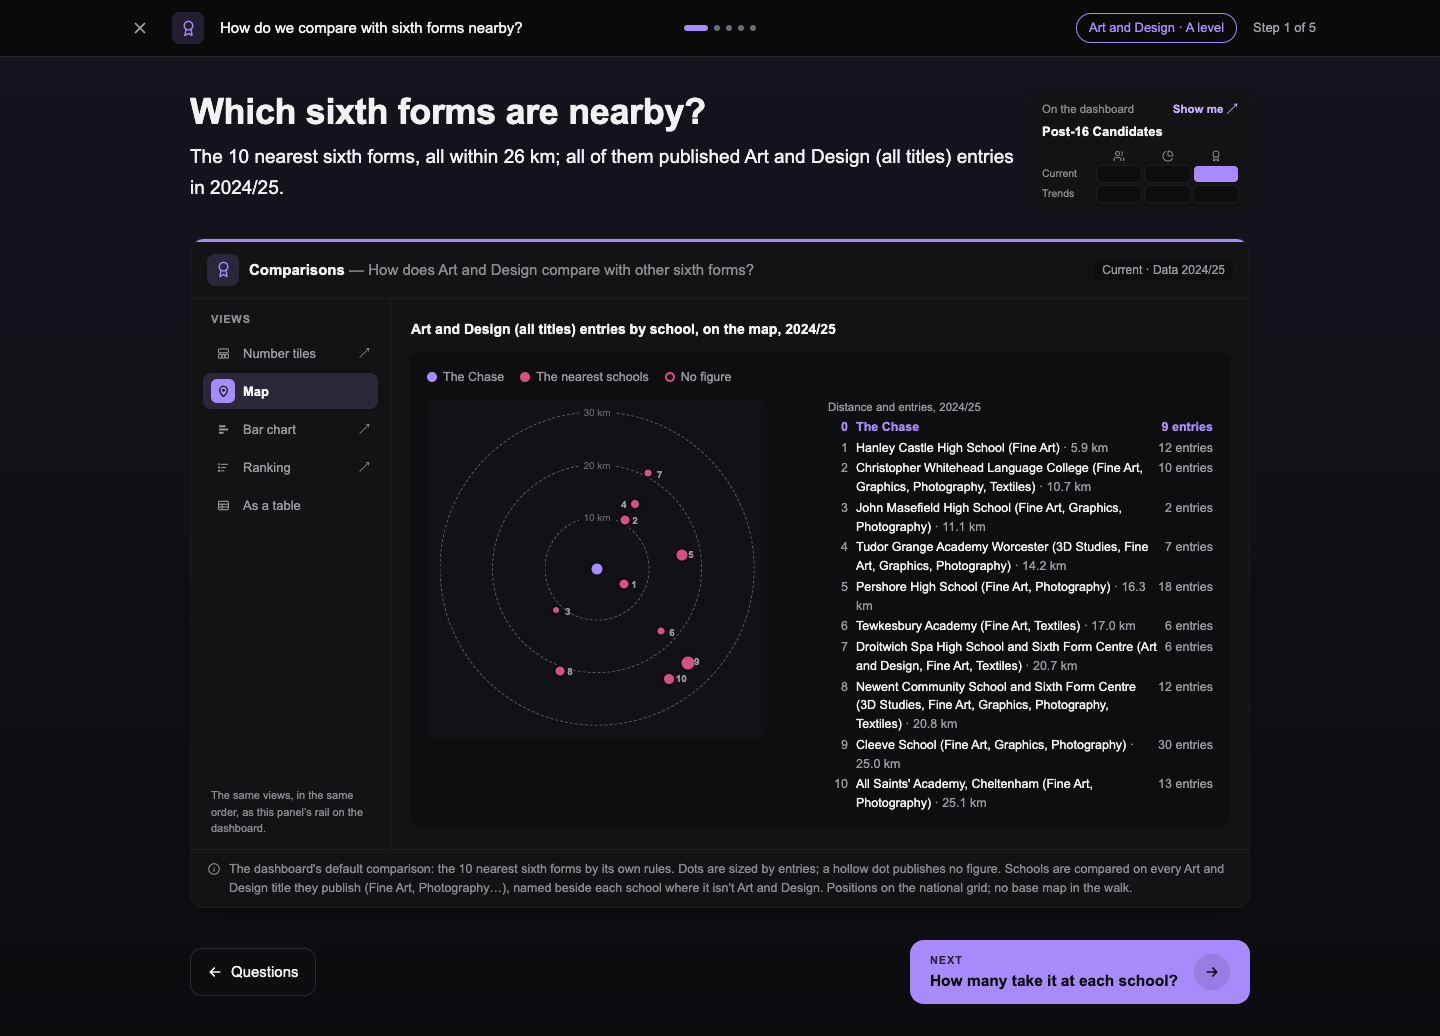 How do we compare with sixth forms nearby?
Art and Design · A level
Step 1 of 5
Which sixth forms are nearby?
The 10 nearest sixth forms, all within 26 km; all of them published Art and Design (all titles) entries
in 2024/25.
On the dashboard
Show me
Post-16 Candidates
Current
Trends
Comparisons — How does Art and Design compare with other sixth forms?
Current · Data 2024/25
VIEWS
Number tiles
Map
Bar chart
Ranking
As a table
The same views, in the same
order, as this panel's rail on the
dashboard.
Art and Design (all titles) entries by school, on the map, 2024/25
The Chase
The nearest schools
No figure
30 km
20 km
10 km
7
4
2
5
1
3
6
9
8
10
Distance and entries, 2024/25
0 The Chase 9 entries
1 Hanley Castle High School (Fine Art) · 5.9 km 12 entries
2 Christopher Whitehead Language College (Fine Art, 10 entries
Graphics, Photography, Textiles) · 10.7 km
3 John Masefield High School (Fine Art, Graphics, 2 entries
Photography) · 11.1 km
4 Tudor Grange Academy Worcester (3D Studies, Fine 7 entries
Art, Graphics, Photography) · 14.2 km
5 Pershore High School (Fine Art, Photography) · 16.3 18 entries
km
6 Tewkesbury Academy (Fine Art, Textiles) · 17.0 km 6 entries
7 Droitwich Spa High School and Sixth Form Centre (Art 6 entries
and Design, Fine Art, Textiles) · 20.7 km
8 Newent Community School and Sixth Form Centre 12 entries
(3D Studies, Fine Art, Graphics, Photography,
Textiles) · 20.8 km
9 Cleeve School (Fine Art, Graphics, Photography) · 30 entries
25.0 km
10 All Saints' Academy, Cheltenham (Fine Art, 13 entries
Photography) · 25.1 km
The dashboard's default comparison: the 10 nearest sixth forms by its own rules. Dots are sized by entries; a hollow dot publishes no figure. Schools are compared on every Art and
Design title they publish (Fine Art, Photography…), named beside each school where it isn't Art and Design. Positions on the national grid; no base map in the walk.
Questions
NEXT
How many take it at each school?